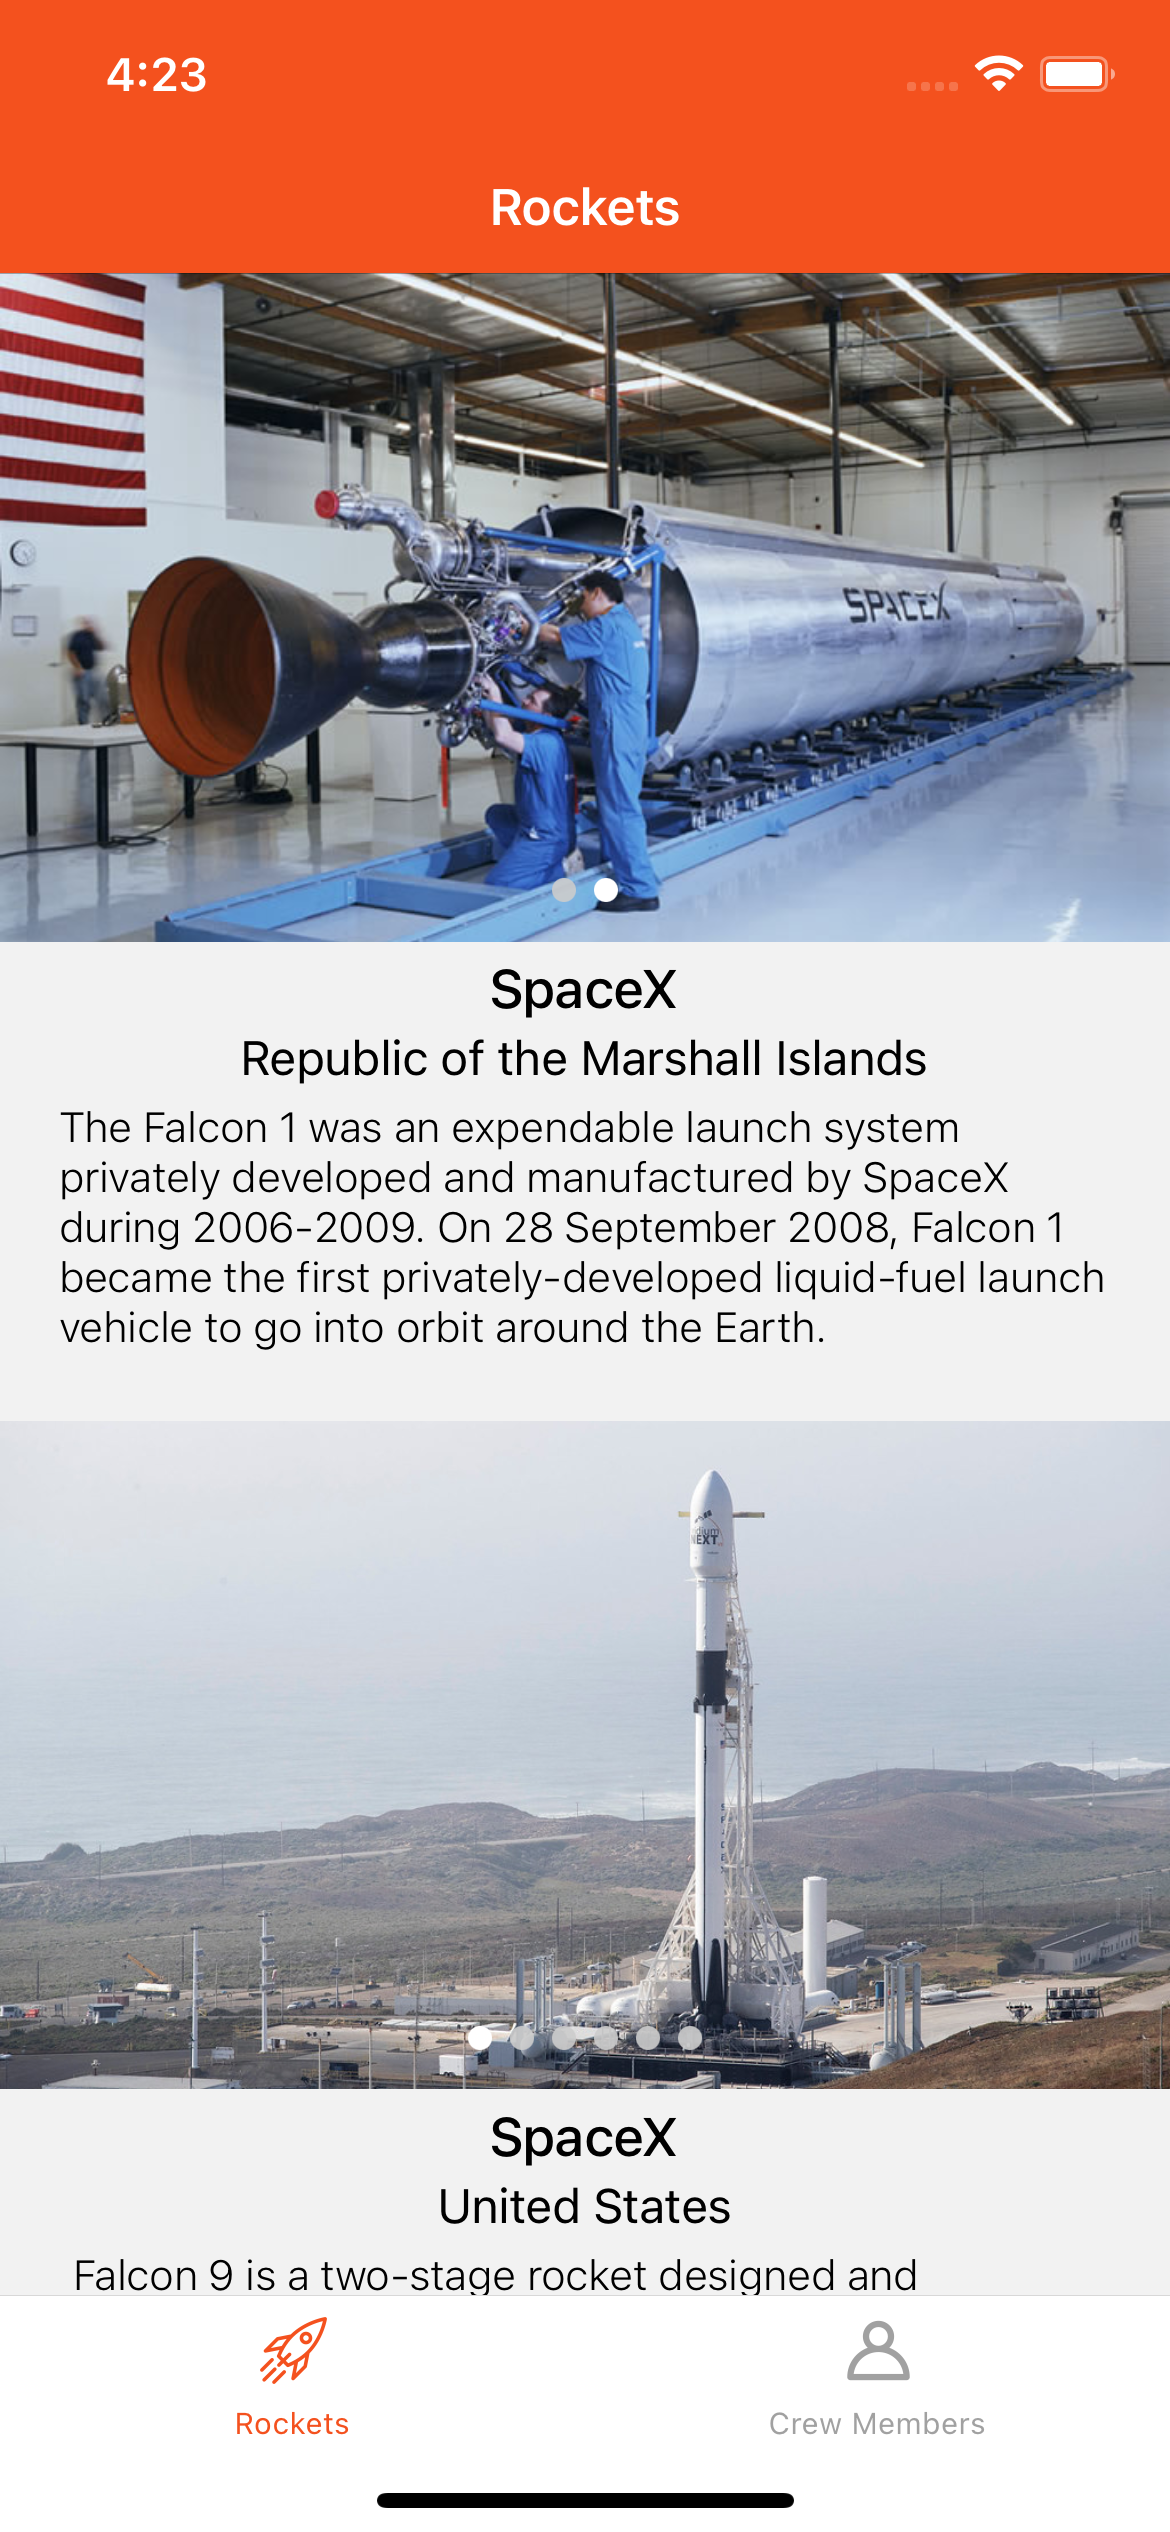 4:23
Rockets
SPACEX
SpaceX
Republic of the Marshall Islands
The Falcon 1 was an expendable launch system
privately developed and manufactured by SpaceX
during 2006-2009. On 28 September 2008, Falcon 1
became the first privately-developed liquid-fuel launch
vehicle to go into orbit around the Earth.
NEXT
SpaceX
United States
Falcon 9 is a two-stage rocket designed and
Rockets
Crew Members